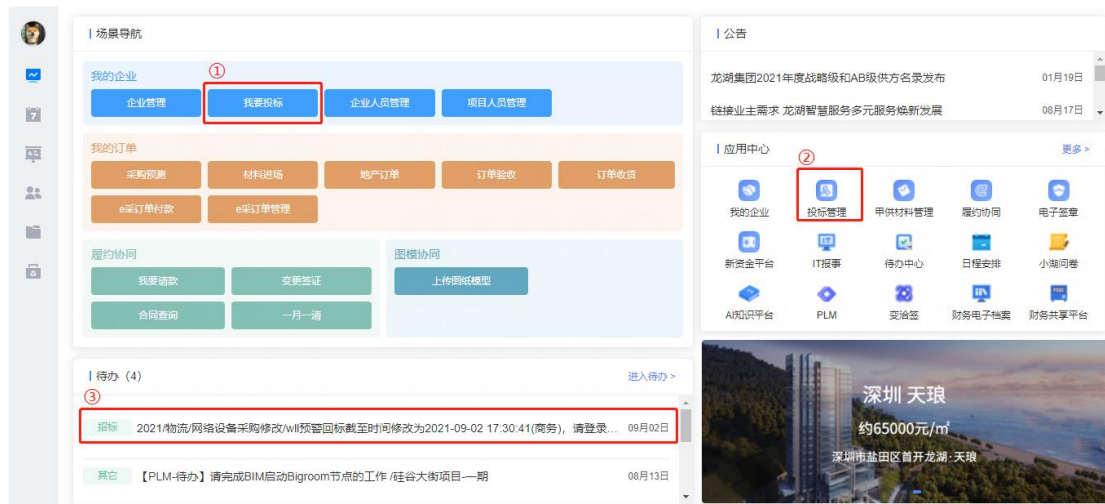 场景导航
我的企业
①
企业管理
我要投标
企业人员管理
项目人员管理
我的订单
采购预测
材料进场
地产订单
订单验收
订单收货
e采订单付款
e采订单管理
履约协同
我要请款
变更签证
合同查询
一月一清
图模协同
上传图纸模型
待办（4）
进入待办 >
③
招标 2021/物流/网络设备采购修改/wll预警回标截至时间修改为2021-09-02 17:30:41(商务)，请登录... 09月02日
其它 【PLM-待办】请完成BIM启动Bigroom节点的工作 /硅谷大街项目-一期 08月13日
公告
龙湖集团2021年度战略级和AB级供方名录发布 01月19日
链接业主需求 龙湖智慧服务多元服务焕新发展 08月17日
应用中心
更多 >
②
我的企业 投标管理 甲供材料管理 履约协同 电子签章
新资金平台 IT报事 待办中心 日程安排 小湖问卷
AI知识平台 PLM 变洽签 财务电子档案 财务共享平台
深圳 天琅
约65000元/㎡
深圳市盐田区首开龙湖·天琅
7